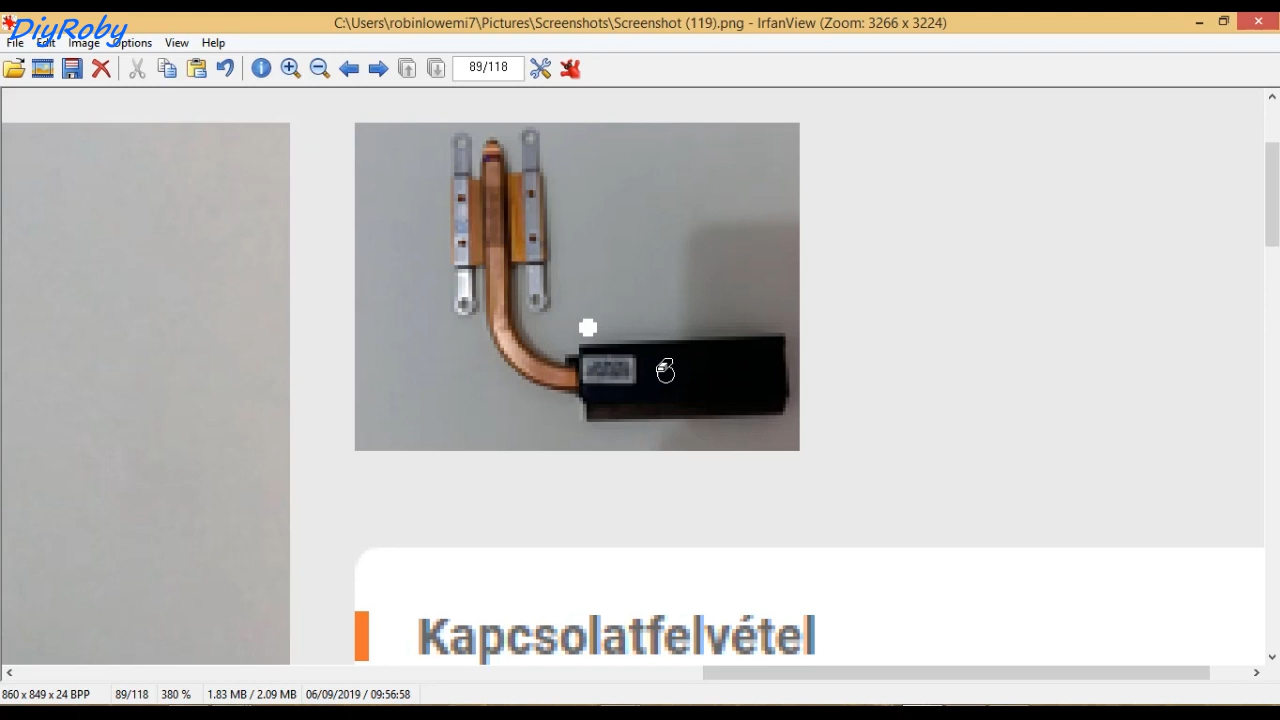 C:\Users\robinlowemi7\Pictures\Screenshots\Screenshot (119).png - IrfanView (Zoom: 3266 x 3224)
DiyRoby
File Edit Image Options View Help
89/118
Kapcsolatfelvétel
860 x 849 x 24 BPP 89/118 380 % 1.83 MB / 2.09 MB 06/09/2019 / 09:56:58